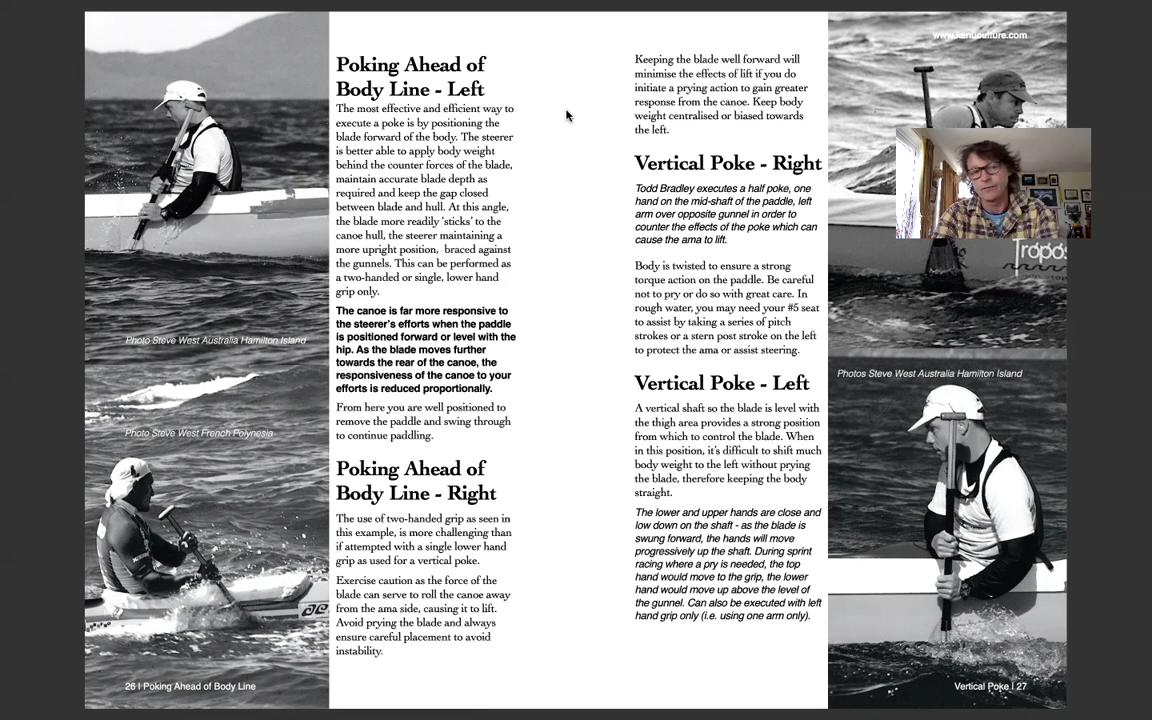 Poking Ahead of
Body Line - Left
The most effective and efficient way to
execute a poke is by positioning the
blade forward of the body. The steerer
is better able to apply body weight
behind the counter forces of the blade,
maintain accurate blade depth as
required and keep the gap closed
between blade and hull. At this angle,
the blade more readily ‘sticks’ to the
canoe hull, the steerer maintaining a
more upright position, braced against
the gunnels. This can be performed as
a two-handed or single, lower hand
grip only.
The canoe is far more responsive to
the steerer's efforts when the paddle
is positioned forward or level with the
hip. As the blade moves further
towards the rear of the canoe, the
responsiveness of the canoe to your
efforts is reduced proportionally.
From here you are well positioned to
remove the paddle and swing through
to continue paddling.
Poking Ahead of
Body Line - Right
The use of two-handed grip as seen in
this example, is more challenging than
if attempted with a single lower hand
grip as used for a vertical poke.
Exercise caution as the force of the
blade can serve to roll the canoe away
from the ama side, causing it to lift.
Avoid prying the blade and always
ensure careful placement to avoid
instability.
Photo Steve West Australia Hamilton Island
Photo Steve West French Polynesia
26 | Poking Ahead of Body Line
Keeping the blade well forward will
minimise the effects of lift if you do
initiate a prying action to gain greater
response from the canoe. Keep body
weight centralised or biased towards
the left.
Vertical Poke - Right
Todd Bradley executes a half poke, one
hand on the mid-shaft of the paddle, left
arm over opposite gunnel in order to
counter the effects of the poke which can
cause the ama to lift.
Body is twisted to ensure a strong
torque action on the paddle. Be careful
not to pry or do so with great care. In
rough water, you may need your #5 seat
to assist by taking a series of pitch
strokes or a stern post stroke on the left
to protect the ama or assist steering.
Vertical Poke - Left
A vertical shaft so the blade is level with
the thigh area provides a strong position
from which to control the blade. When
in this position, it's difficult to shift much
body weight to the left without prying
the blade, therefore keeping the body
straight.
The lower and upper hands are close and
low down on the shaft - as the blade is
swung forward, the hands will move
progressively up the shaft. During sprint
racing where a pry is needed, the top
hand would move to the grip, the lower
hand would move up above the level of
the gunnel. Can also be executed with left
hand grip only (i.e. using one arm only).
www.kanuculture.com
Tropos
Photos Steve West Australia Hamilton Island
Vertical Poke | 27